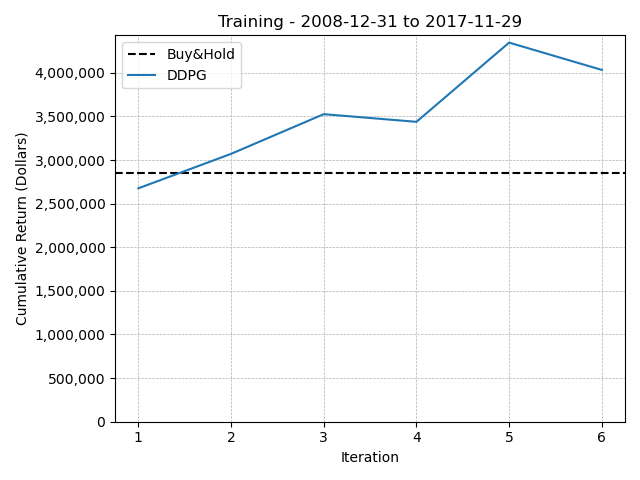 Training - 2008-12-31 to 2017-11-29
Buy&Hold
DDPG
4,000,000
3,500,000
3,000,000
2,500,000
2,000,000
1,500,000
1,000,000
500,000
0
Cumulative Return (Dollars)
1 2 3 4 5 6
Iteration